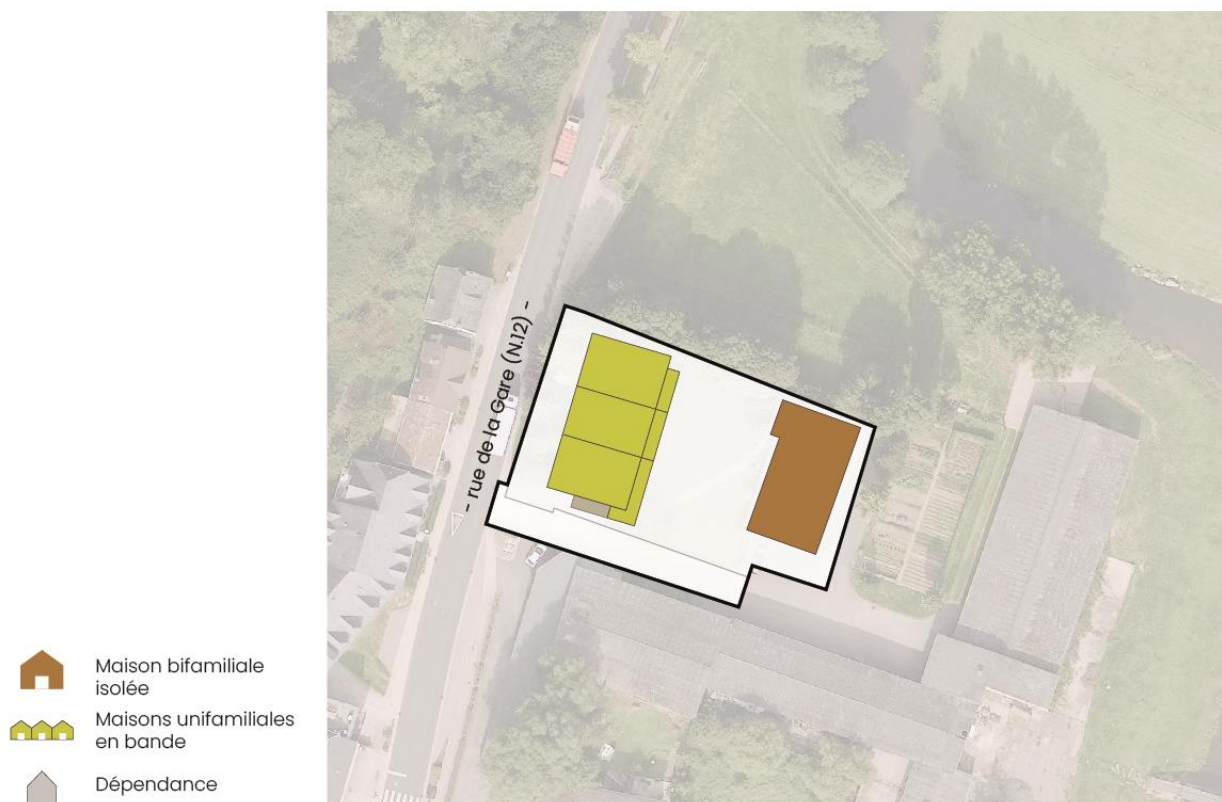 - rue de la Gare (N.12) -
Maison bifamiliale
isolée
Maisons unifamiliales
en bande
Dépendance